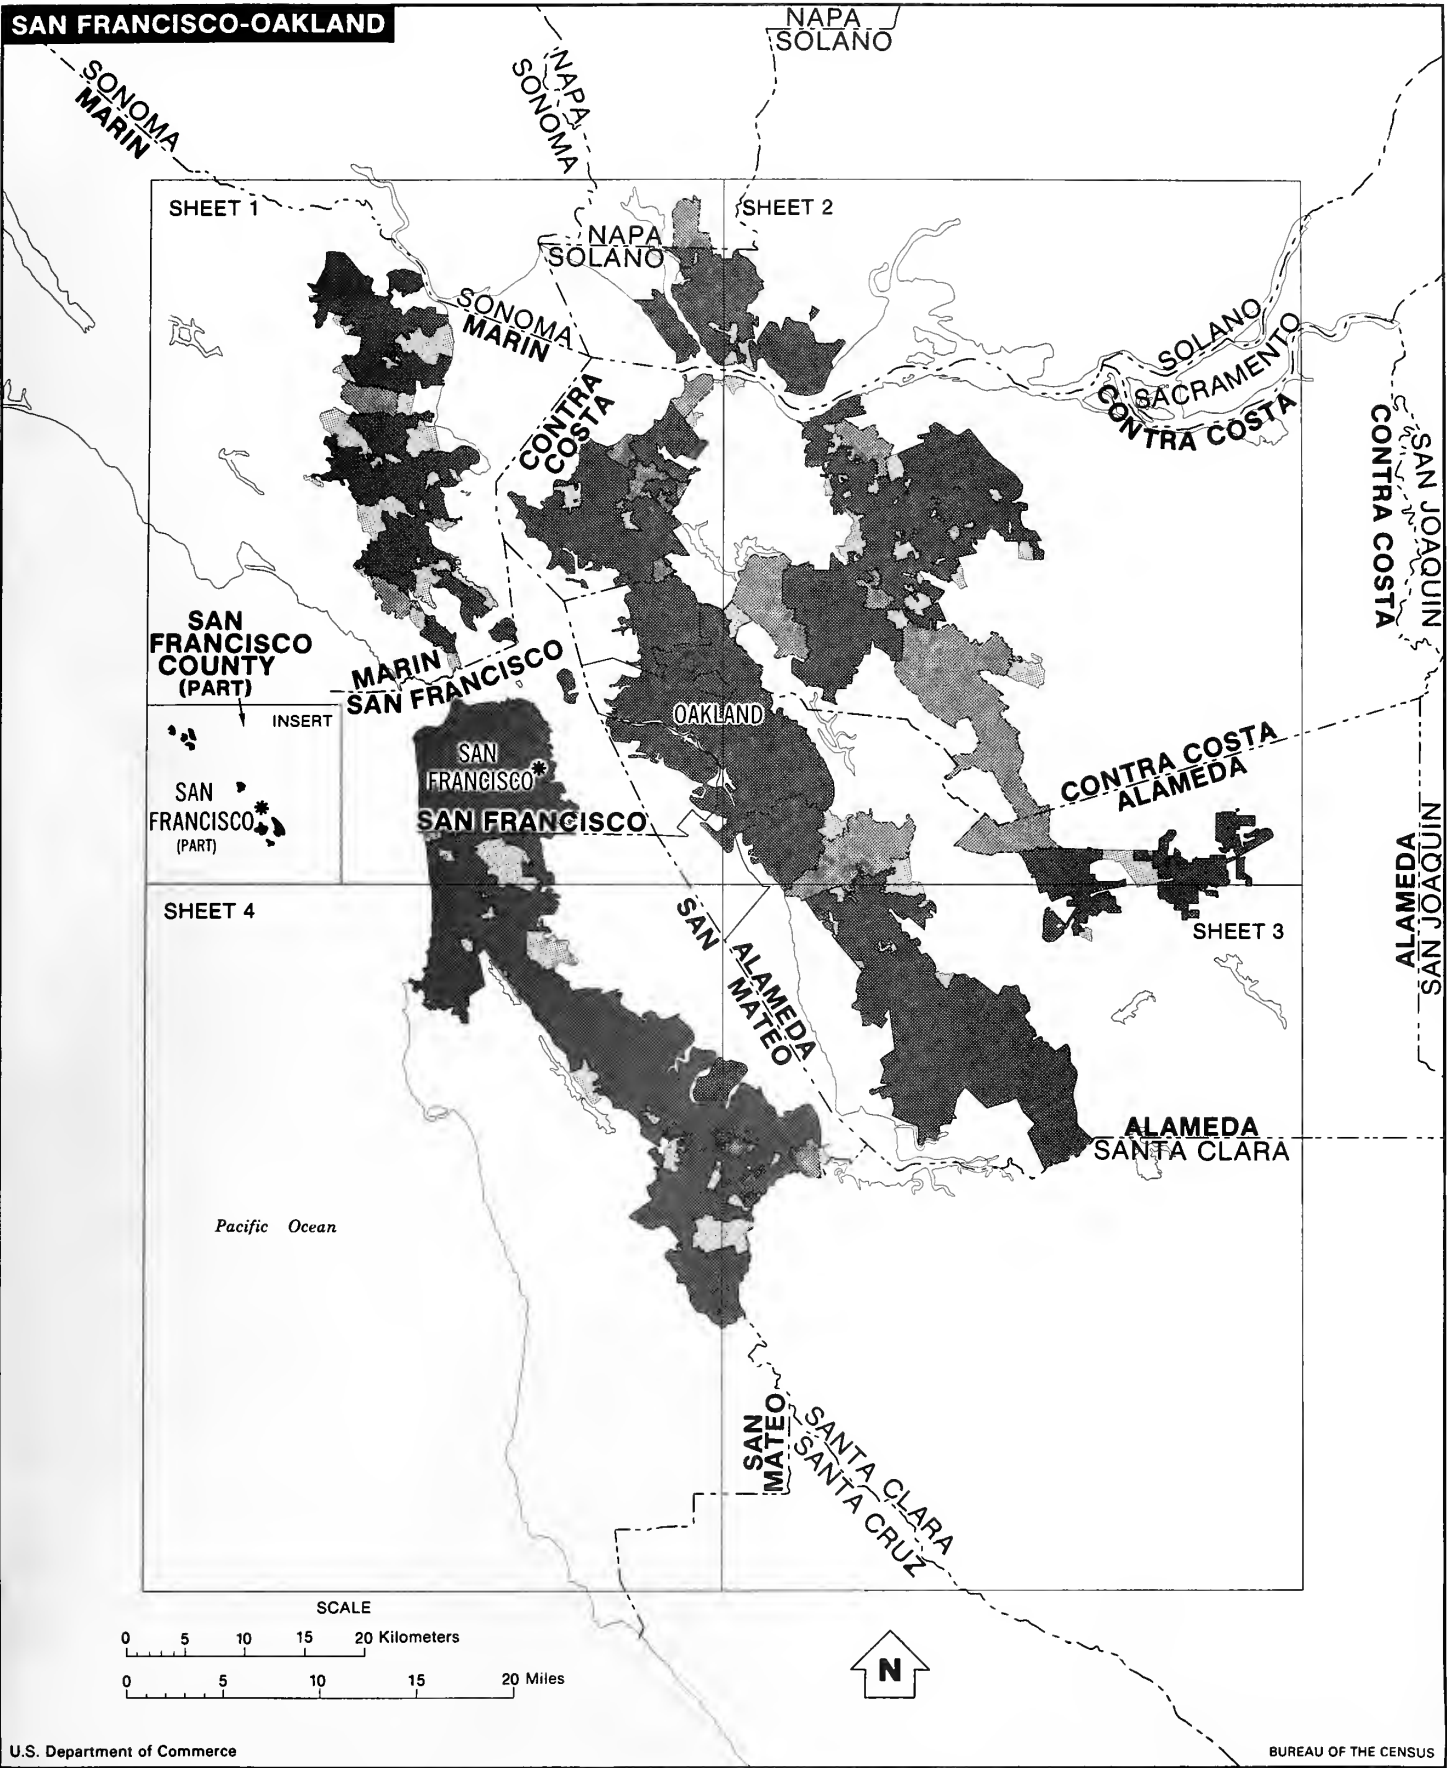 SAN FRANCISCO-OAKLAND
NAPA
SOLANO
SONOMA
MARIN
NAPA
SONOMA
SHEET 1
SHEET 2
NAPA
SOLANO
SONOMA
MARIN
SOLANO
SACRAMENTO
CONTRA COSTA
CONTRA
COSTA
CONTRA COSTA
SAN JOAQUIN
SAN
FRANCISCO
COUNTY
(PART)
MARIN
SAN FRANCISCO
INSERT
OAKLAND
SAN
FRANCISCO
SAN
FRANCISCO
(PART)
CONTRA COSTA
ALAMEDA
SAN FRANCISCO
ALAMEDA
SAN JOAQUIN
SHEET 4
SHEET 3
SAN
MATEO
ALAMEDA
ALAMEDA
SANTA CLARA
Pacific Ocean
SAN
MATEO
SANTA CLARA
SANTA CRUZ
SCALE
0 5 10 15 20 Kilometers
0 5 10 15 20 Miles
N
U.S. Department of Commerce
BUREAU OF THE CENSUS